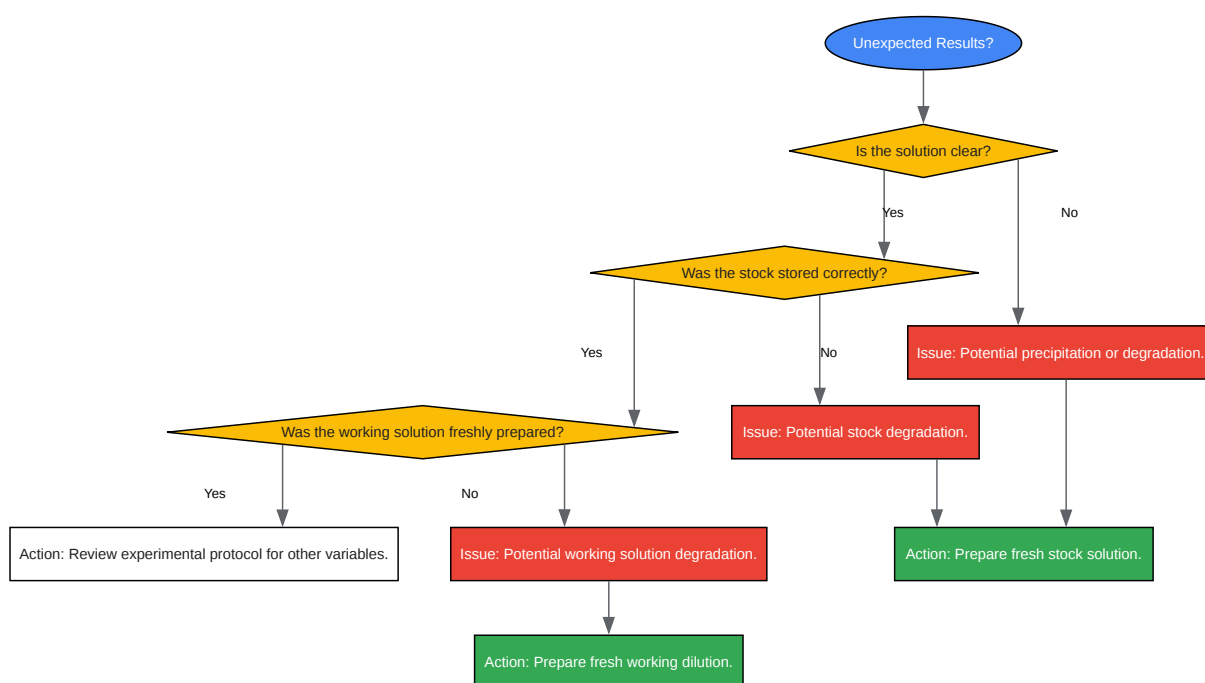 Unexpected Results?
Is the solution clear?
Yes
No
Was the stock stored correctly?
Yes
No
Issue: Potential precipitation or degradation.
Was the working solution freshly prepared?
Issue: Potential stock degradation.
Yes
No
Action: Review experimental protocol for other variables.
Issue: Potential working solution degradation.
Action: Prepare fresh stock solution.
Action: Prepare fresh working dilution.